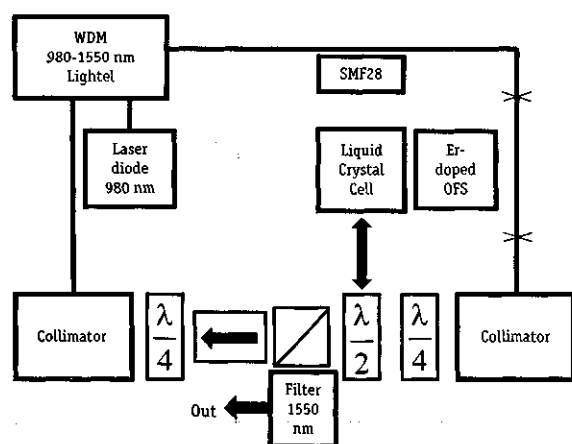 WDM
980-1550 nm
Lightel
SMF28
Laser
diode
980 nm
Liquid
Crystal
Cell
Er-
doped
OFS
Collimator
λ
4
λ
2
λ
4
Collimator
Filter
1550
nm
Out